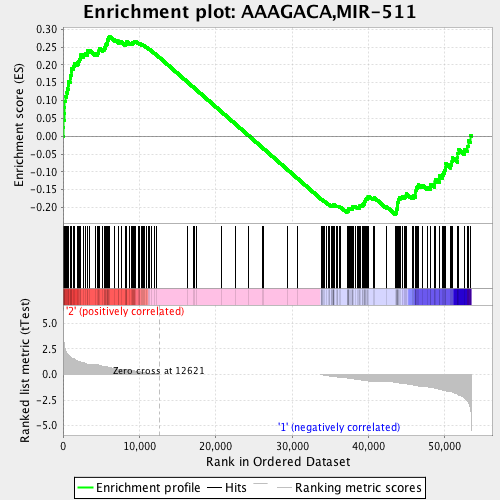 Enrichment plot: AAAGACA,MIR-511
Enrichment score (ES)
0.30
0.25
0.20
0.15
0.10
0.05
0.00
-0.05
-0.10
-0.15
-0.20
Ranked list metric (tTest)
5.0
2.5
0.0
-2.5
-5.0
'2' (positively correlated)
Zero cross at 12621
'1' (negatively correlated)
0
10,000
20,000
30,000
40,000
50,000
Rank in Ordered Dataset
Enrichment profile
Hits
Ranking metric scores